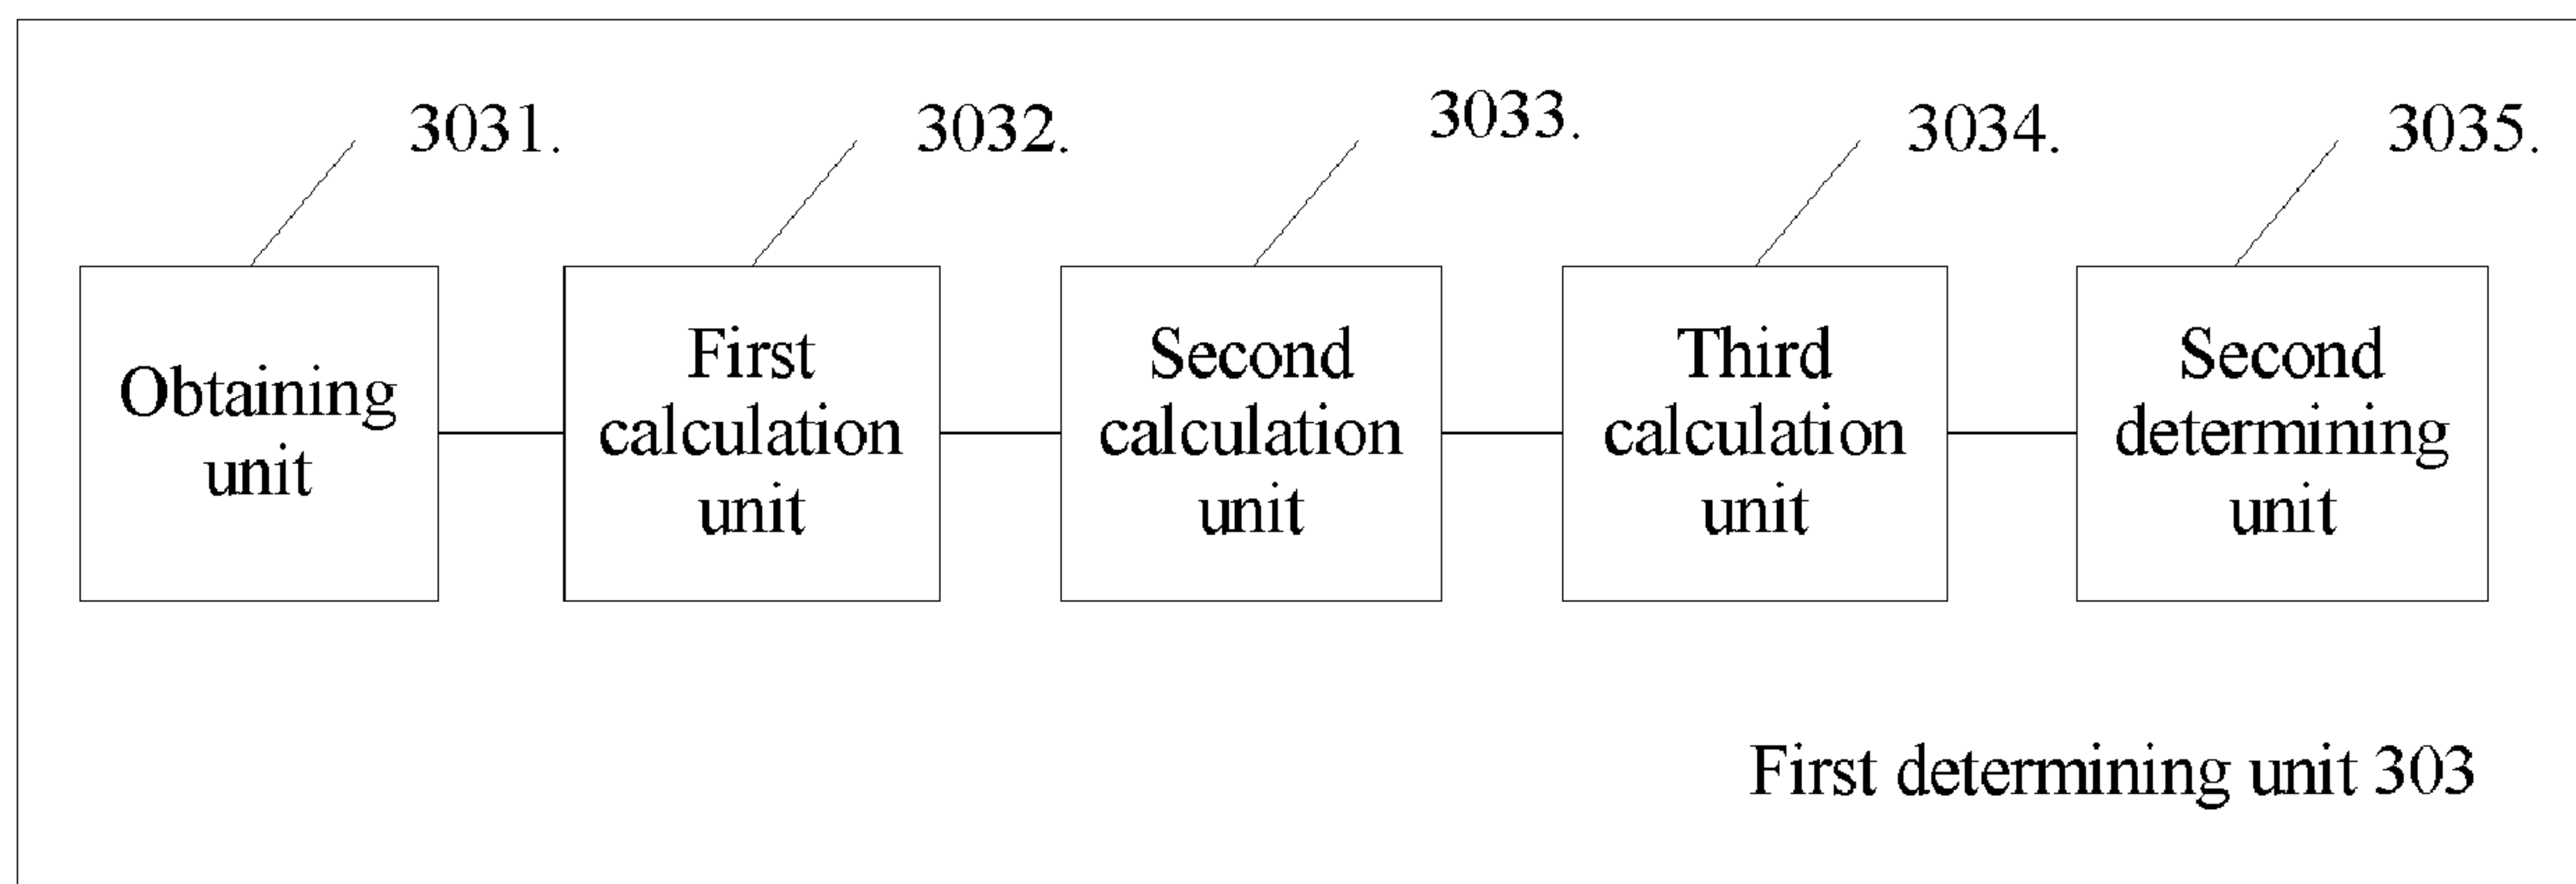 3031.
3032.
3033.
3034.
3035.
Obtaining
unit
First
calculation
unit
Second
calculation
unit
Third
calculation
unit
Second
determining
unit
First determining unit 303